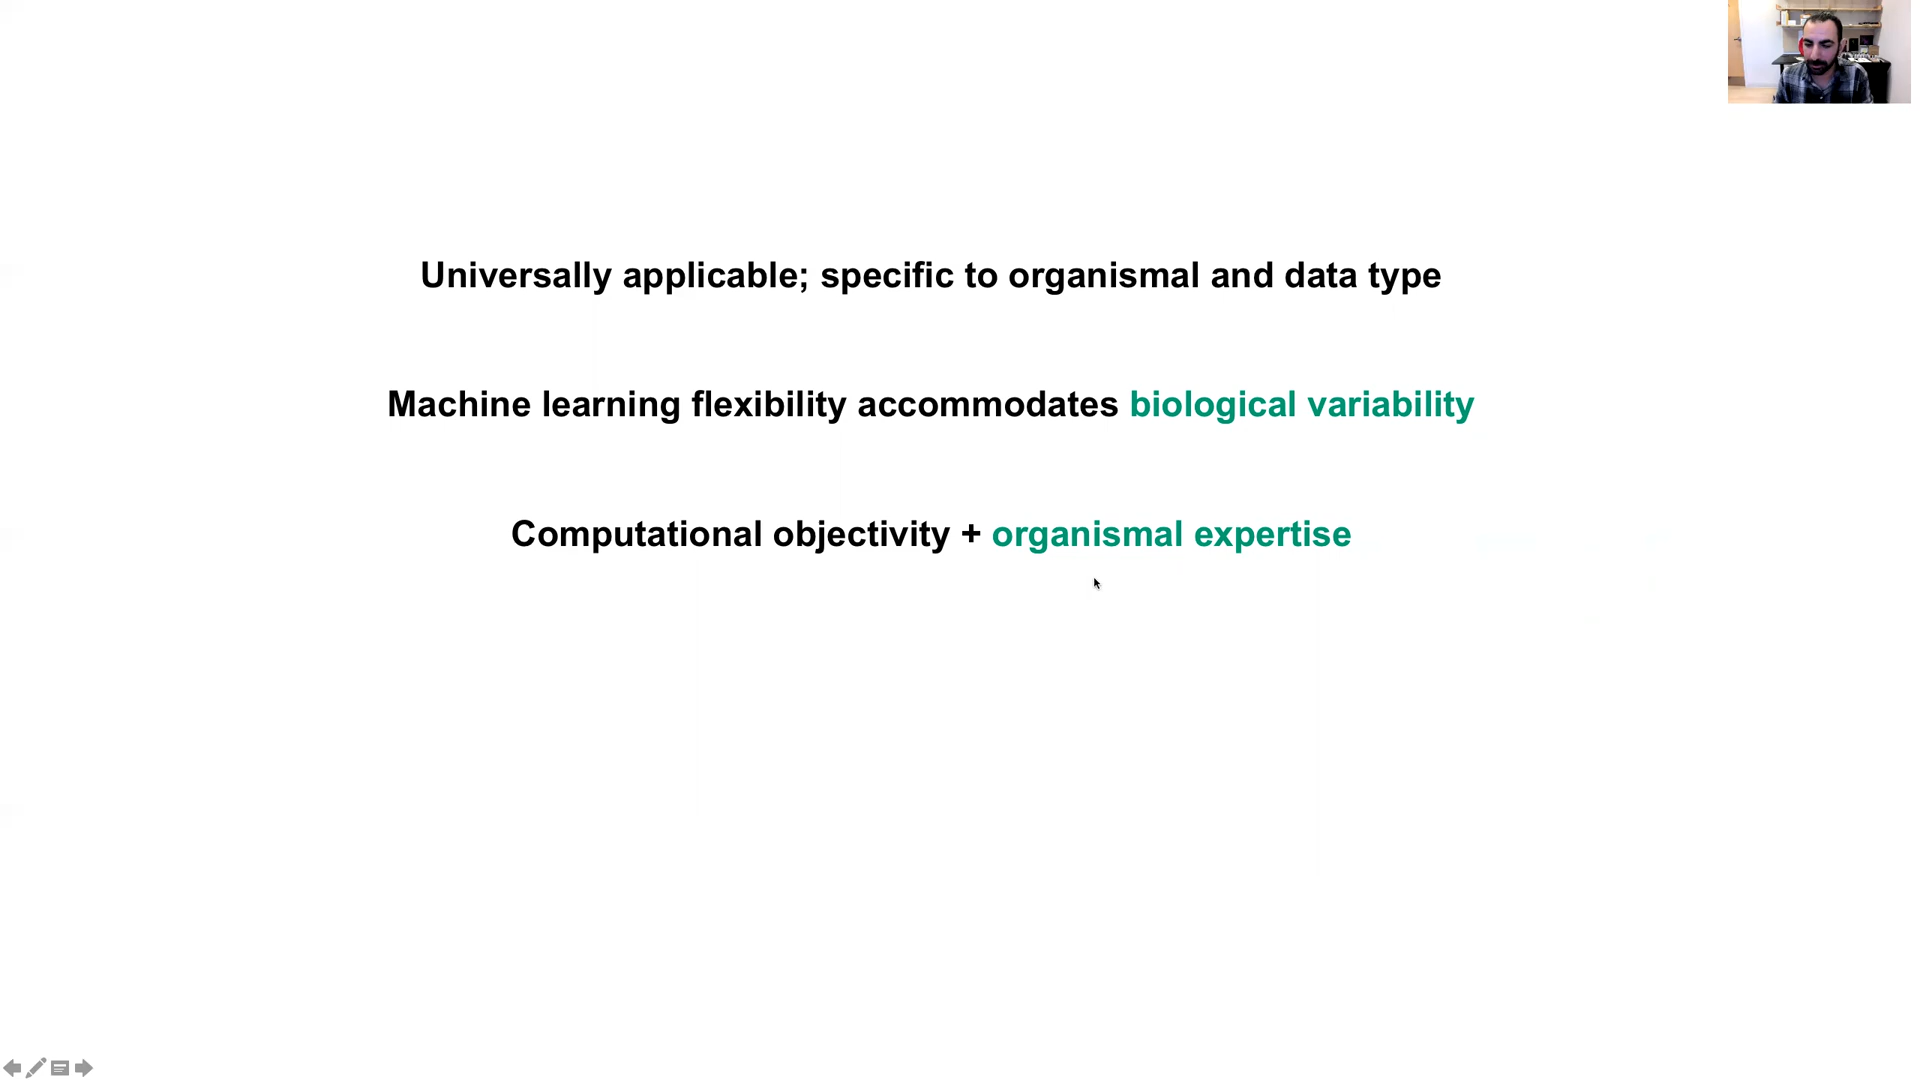 Universally applicable; specific to organismal and data type
Machine learning flexibility accommodates biological variability
Computational objectivity + organismal expertise